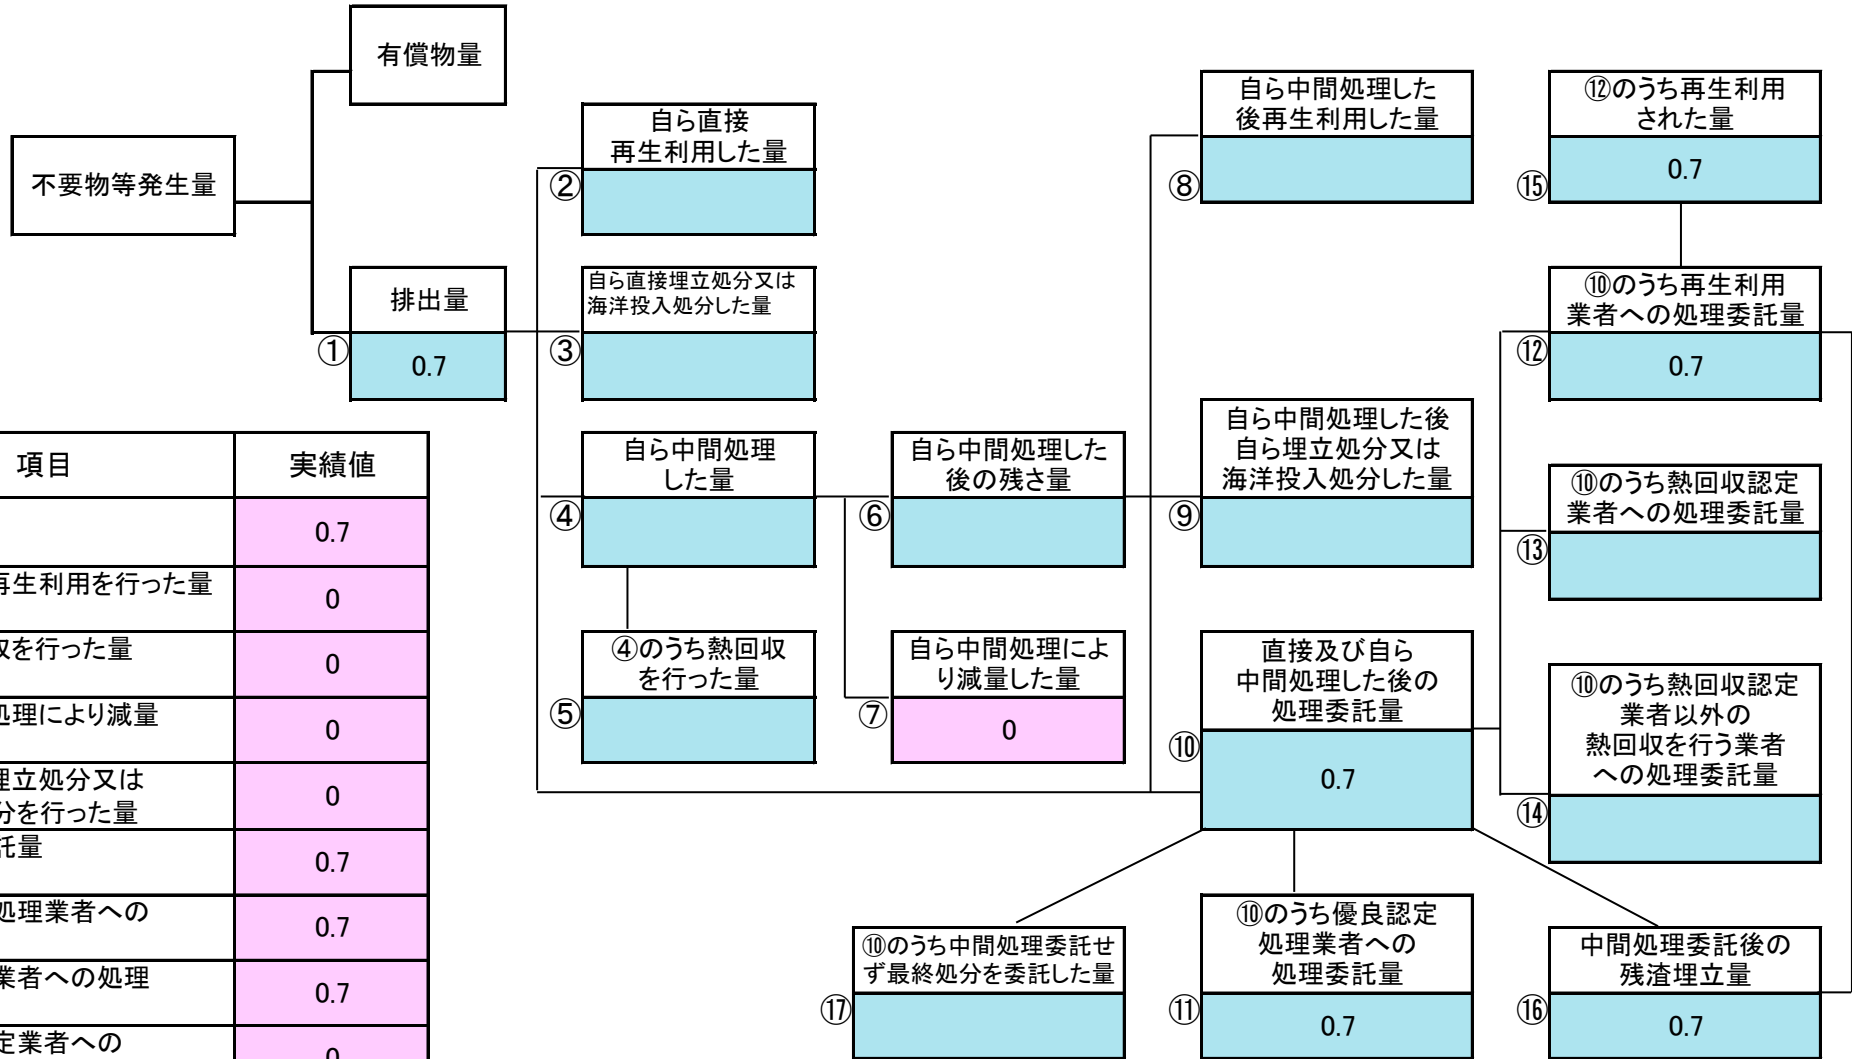 有償物量
不要物等発生量
排出量
①
0.7
自ら直接
再生利用した量
②
自ら直接埋立処分又は
海洋投入処分した量
③
自ら中間処理
した量
④
④のうち熱回収
を行った量
⑤
自ら中間処理した
後の残さ量
⑥
自ら中間処理によ
り減量した量
⑦
0
自ら中間処理した
後再生利用した量
⑧
自ら中間処理した後
自ら埋立処分又は
海洋投入処分した量
⑨
直接及び自ら
中間処理した後の
処理委託量
⑩
0.7
⑫のうち再生利用
された量
⑮
0.7
⑩のうち再生利用
業者への処理委託量
⑫
0.7
⑩のうち熱回収認定
業者への処理委託量
⑬
⑩のうち熱回収認定
業者以外の
熱回収を行う業者
への処理委託量
⑭
⑩のうち中間処理委託せ
ず最終処分を委託した量
⑰
⑩のうち優良認定
処理業者への
処理委託量
⑪
0.7
中間処理委託後の
残渣埋立量
⑯
0.7
項目 実績値
0.7
再生利用を行った量 0
を行った量 0
処理により減量 0
埋立処分又は
分を行った量 0
託量 0.7
処理業者への 0.7
業者への処理 0.7
定業者への 0